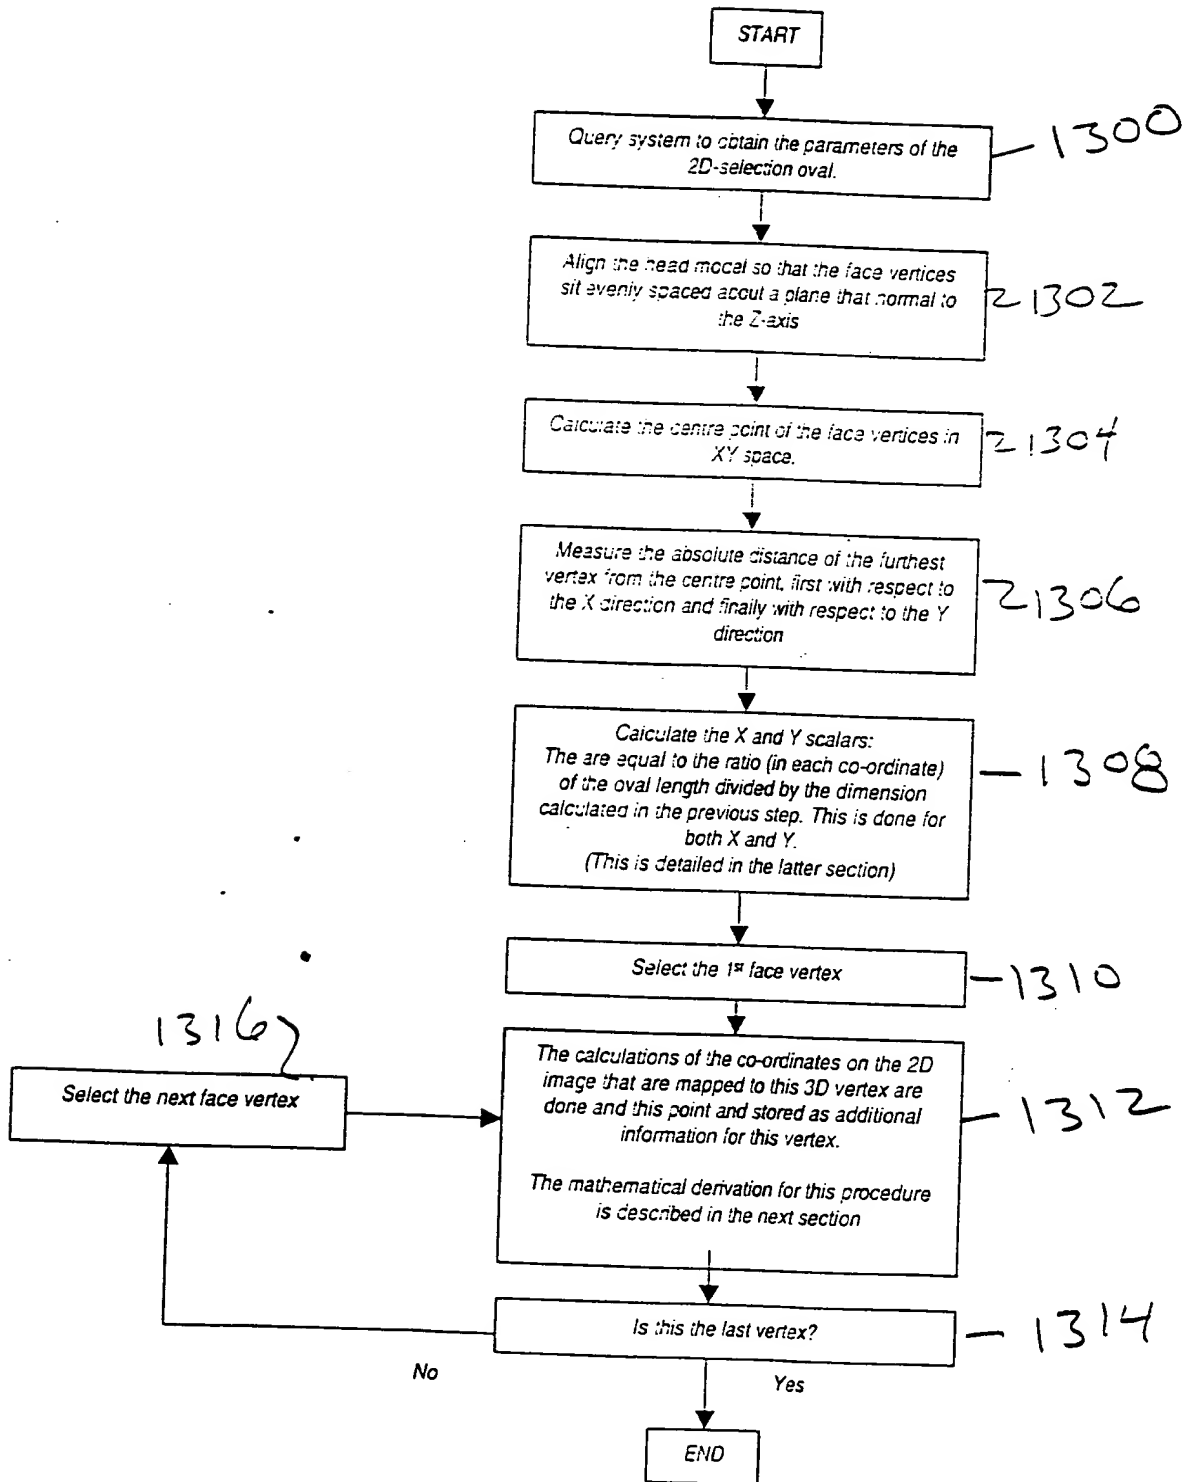 START
Query system to obtain the parameters of the
2D-selection oval.
1300
Align the head model so that the face vertices
sit evenly spaced about a plane that normal to
the Z-axis
1302
Calculate the centre point of the face vertices in
XY space.
1304
Measure the absolute distance of the furthest
vertex from the centre point, first with respect to
the X direction and finally with respect to the Y
direction
1306
Calculate the X and Y scalars:
The are equal to the ratio (in each co-ordinate)
of the oval length divided by the dimension
calculated in the previous step. This is done for
both X and Y.
(This is detailed in the latter section)
1308
Select the 1st face vertex
1310
1316
Select the next face vertex
The calculations of the co-ordinates on the 2D
image that are mapped to this 3D vertex are
done and this point and stored as additional
information for this vertex.
The mathematical derivation for this procedure
is described in the next section
1312
Is this the last vertex?
1314
No
Yes
END